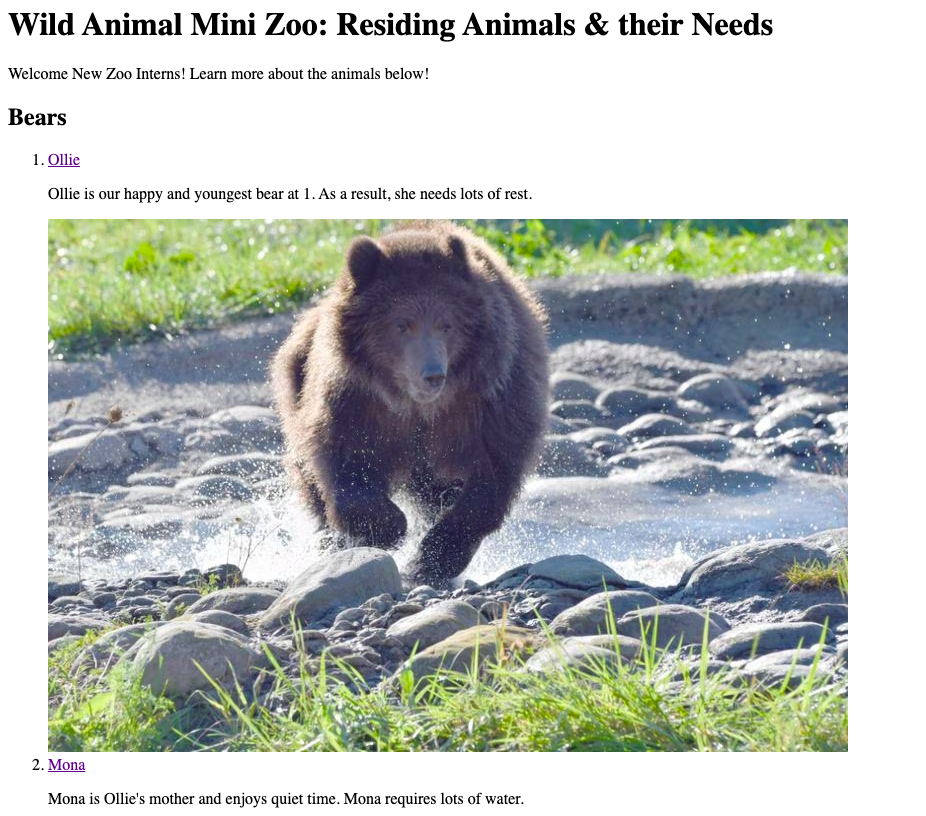 Wild Animal Mini Zoo: Residing Animals & their Needs
Welcome New Zoo Interns! Learn more about the animals below!
Bears
1. Ollie
Ollie is our happy and youngest bear at 1. As a result, she needs lots of rest.
2. Mona
Mona is Ollie's mother and enjoys quiet time. Mona requires lots of water.